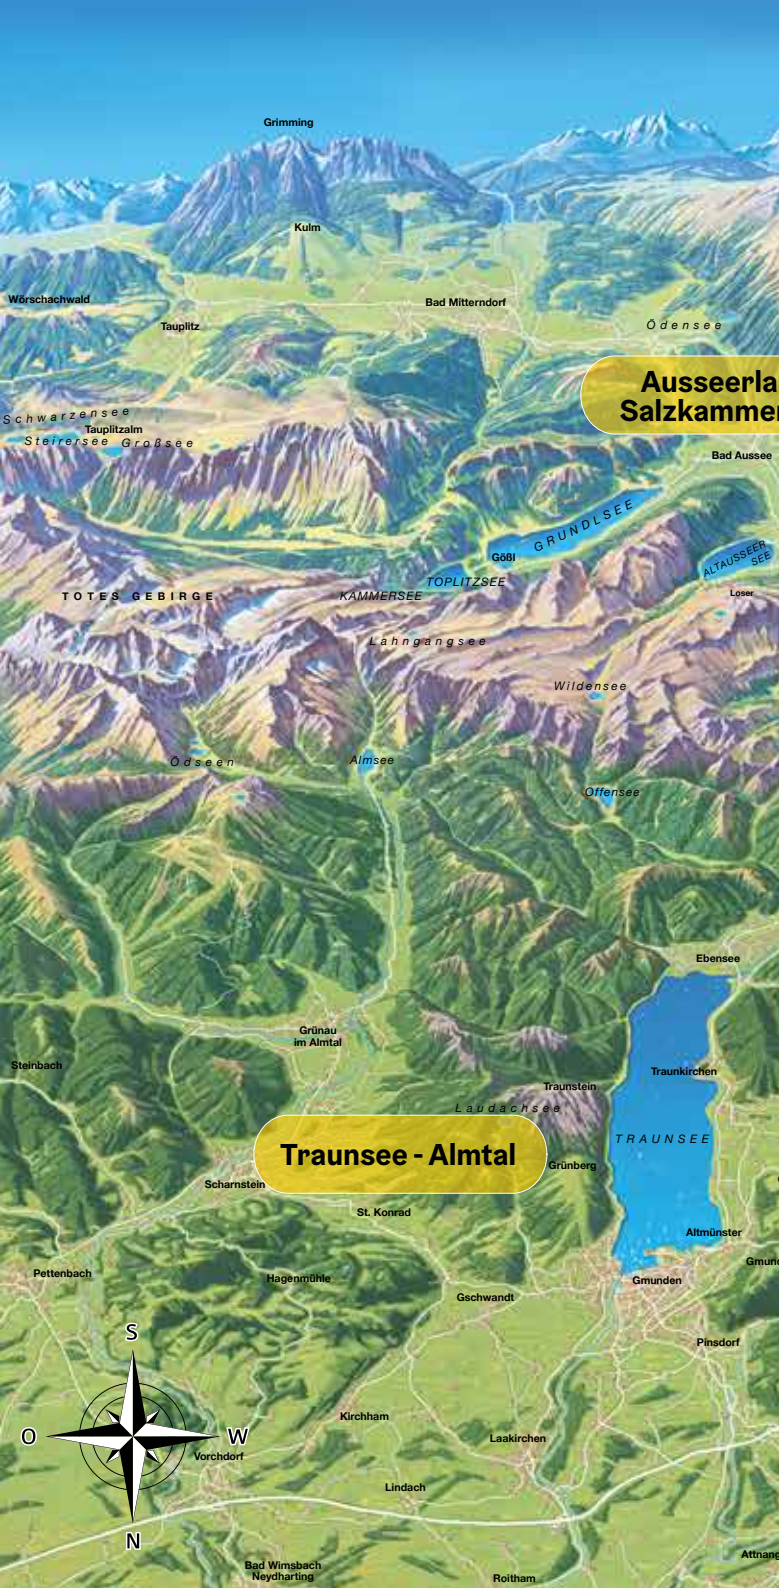 Grimming
Kulm
Wörschachwald
Bad Mitterndorf
Tauplitz
Ödensee
Ausseerla
Salzkammer
Schwarzensee
Tauplitzalm
Steirersee
Großsee
Bad Aussee
GRUNDLSEE
Gößl
ALTAUSSEER
SEE
TOPLITZSEE
KAMMERSEE
TOTES GEBIRGE
Loser
Lahngangsee
Wildensee
Ödseen
Almsee
Offensee
Ebensee
Grünau
im Almtal
Steinbach
Traunkirchen
Traunstein
Laudachsee
TRAUNSEE
Traunsee - Almtal
Grünberg
Scharnstein
St. Konrad
Altmünster
Gmund
Pettenbach
Hagenmühle
Gmunden
Gschwandt
S
Pinsdorf
Kirchham
O
W
Laakirchen
Vorchdorf
Lindach
N
Attnang
Bad Wimsbach
Neydharting
Roitham